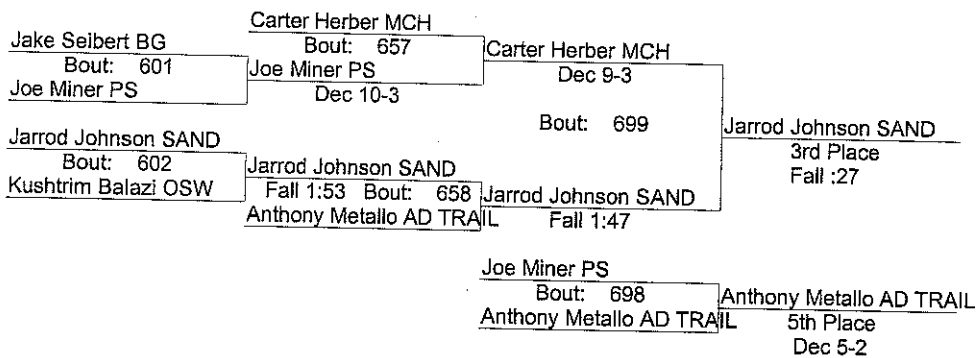 Carter Herber MCH
Jake Seibert BG
Bout: 657
Carter Herber MCH
Bout: 601
Joe Miner PS
Dec 9-3
Joe Miner PS
Dec 10-3
Bout: 699
Jarrod Johnson SAND
Jarrod Johnson SAND
3rd Place
Bout: 602
Jarrod Johnson SAND
Fall :27
Kushtrim Balazi OSW
Fall 1:53 Bout: 658
Jarrod Johnson SAND
Anthony Metallo AD TRAIL
Fall 1:47
Joe Miner PS
Bout: 698
Anthony Metallo AD TRAIL
Anthony Metallo AD TRAIL
5th Place
Dec 5-2